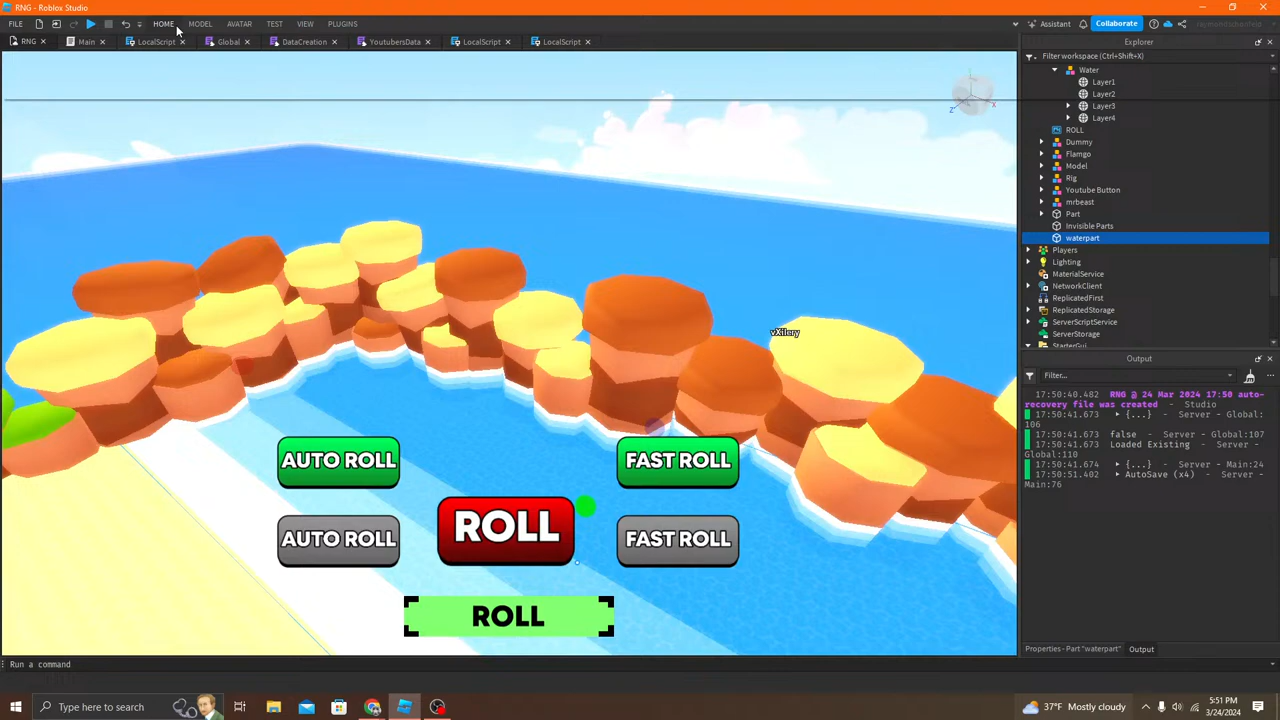 RNG - Roblox Studio
FILE HOME MODEL AVATAR TEST VIEW PLUGINS
Assistant Collaborate
RNG Main LocalScript Global DataCreation YoutubersData LocalScript LocalScript
Explorer
Filter workspace (Ctrl+Shift+X)
Water
Layer1
Layer2
Layer3
Layer4
ROLL
Dummy
Flamgo
Model
Rig
Youtube Button
mrbeast
Part
Invisible Parts
waterpart
Players
Lighting
MaterialService
NetworkClient
ReplicatedFirst
ReplicatedStorage
ServerScriptService
ServerStorage
StarterGui
Z X
vXilery
AUTO ROLL
FAST ROLL
ROLL
AUTO ROLL
FAST ROLL
ROLL
Output
Filter...
17:50:40.482 RNG @ 24 Mar 2024 17:50 auto-
recovery file was created - Studio
17:50:41.673 {...} - Server - Global:
106
17:50:41.673 false - Server - Global:107
17:50:41.673 Loaded Existing - Server -
Global:110
17:50:41.674 {...} - Server - Main:24
17:50:51.402 AutoSave (x4) - Server -
Main:76
Properties - Part "waterpart" Output
Run a command
Type here to search
37°F Mostly cloudy
5:51 PM
3/24/2024